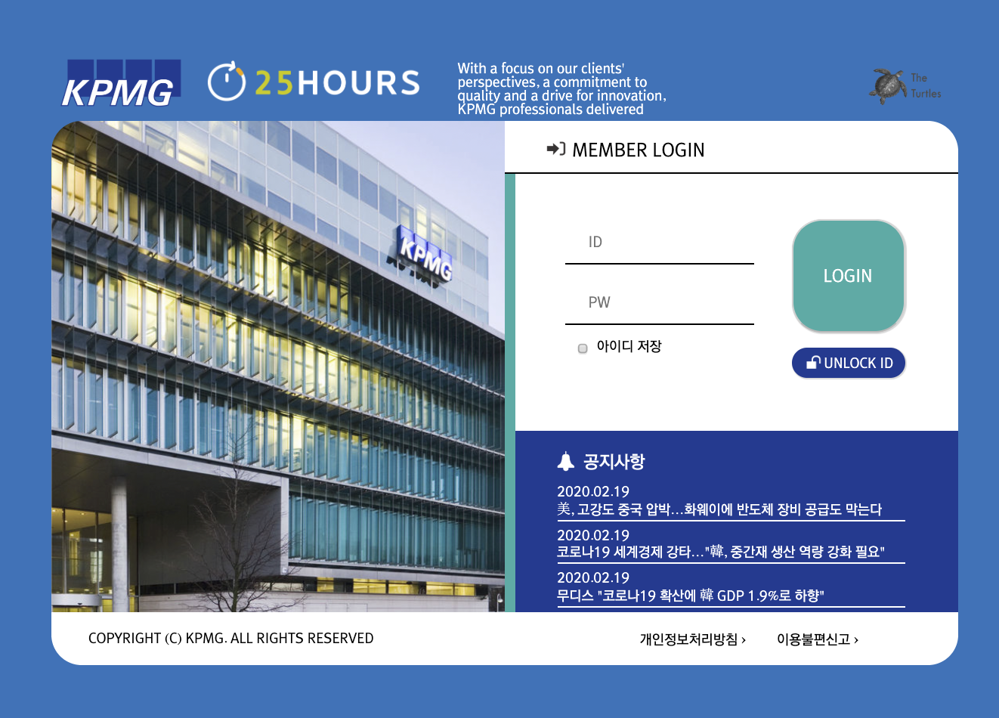 KPMG
25HOURS
With a focus on our clients'
perspectives, a commitment to
quality and a drive for innovation,
KPMG professionals delivered
The
Turtles
MEMBER LOGIN
KPMG
ID
LOGIN
PW
아이디 저장
UNLOCK ID
공지사항
2020.02.19
美, 고강도 중국 압박...화웨이에 반도체 장비 공급도 막는다
2020.02.19
코로나19 세계경제 강타..."韓, 중간재 생산 역량 강화 필요"
2020.02.19
무디스 "코로나19 확산에 韓 GDP 1.9%로 하향"
COPYRIGHT (C) KPMG. ALL RIGHTS RESERVED
개인정보처리방침 ›
이용불편신고 ›